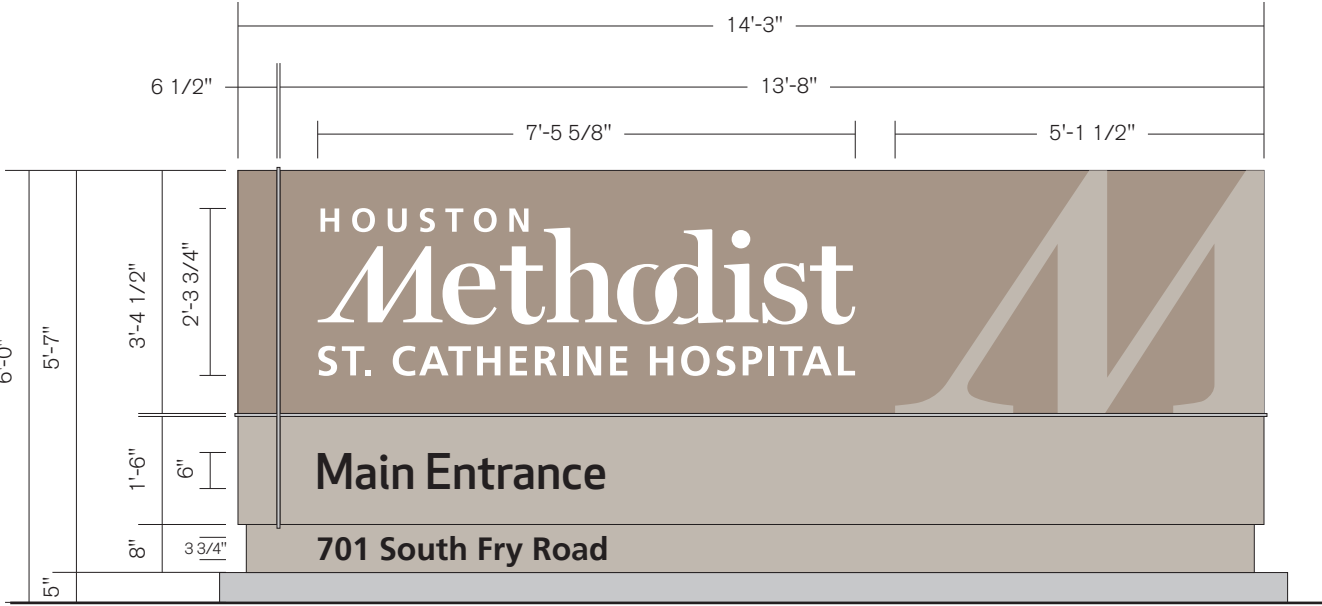 14'-3"
6 1/2"
13'-8"
7'-5 5/8"
5'-1 1/2"
6'-0"
5'-7"
3'-4 1/2"
2'-3 3/4"
HOUSTON
Methodist
ST. CATHERINE HOSPITAL
M
1'-6"
6"
Main Entrance
8"
3 3/4"
701 South Fry Road
5"